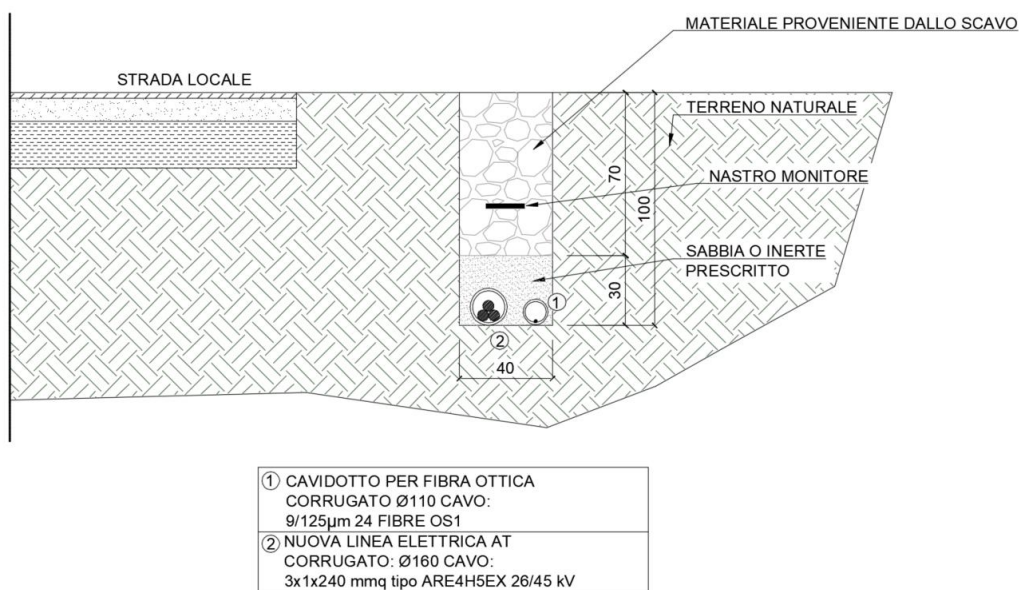 MATERIALE PROVENIENTE DALLO SCAVO
STRADA LOCALE
TERRENO NATURALE
70
NASTRO MONITORE
100
SABBIA O INERTE
PRESCRITTO
30
1
2
40
1 CAVIDOTTO PER FIBRA OTTICA
CORRUGATO Ø110 CAVO:
9/125µm 24 FIBRE OS1
2 NUOVA LINEA ELETTRICA AT
CORRUGATO: Ø160 CAVO:
3x1x240 mmq tipo ARE4H5EX 26/45 kV